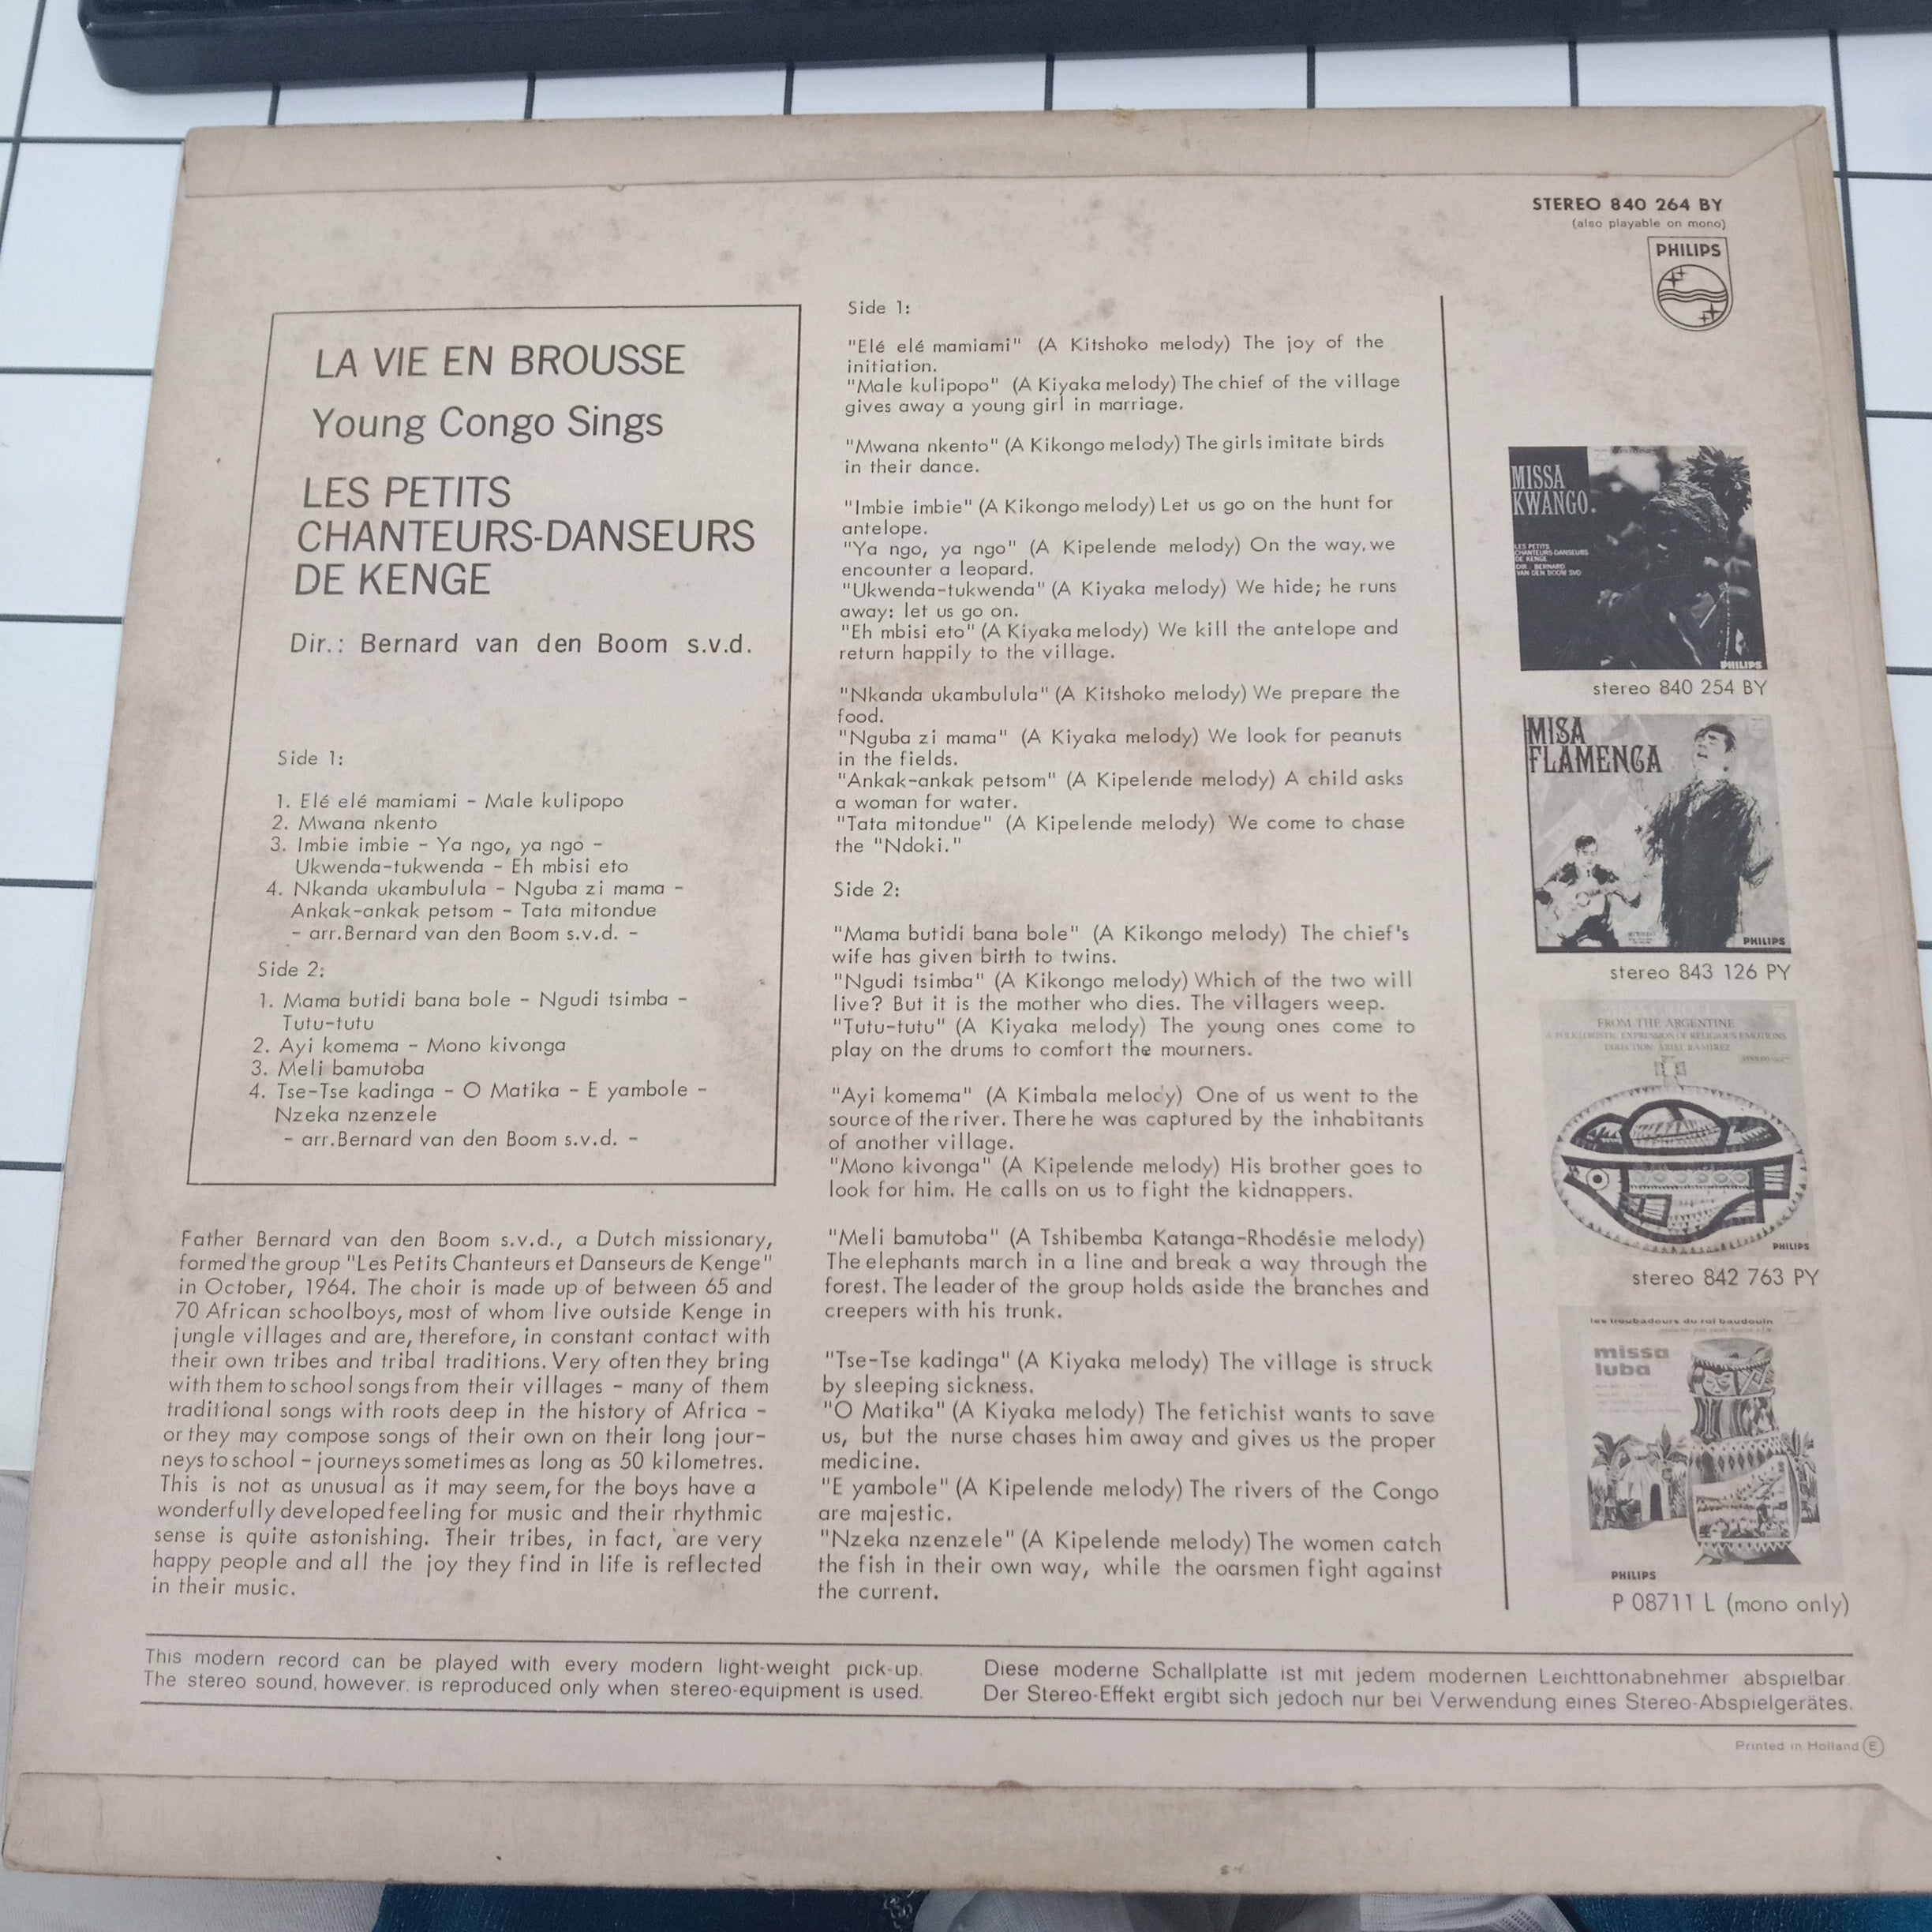 STEREO 840 264 BY
(also playable on mono)
PHILIPS
LA VIE EN BROUSSE
Young Congo Sings
LES PETITS
CHANTEURS-DANSEURS
DE KENGE
Dir.: Bernard van den Boom s.v.d.
Side 1:
1. Elé elé mamiami – Male kulipopo
2. Mwana nkento
3. Imbie imbie – Ya ngo, ya ngo –
Ukwenda-tukwenda – Eh mbisi eto
4. Nkanda ukambulula – Nguba zi mama –
Ankak-ankak petsom – Tata mitondue
– arr.Bernard van den Boom s.v.d. –
Side 2:
1. Mama butidi bana bole – Ngudi tsimba –
Tutu-tutu
2. Ayi komema – Mono kivonga
3. Meli bamutoba
4. Tse-Tse kadinga – O Matika – E yambole –
Nzeka nzenzele
– arr.Bernard van den Boom s.v.d. –
Father Bernard van den Boom s.v.d., a Dutch missionary,
formed the group "Les Petits Chanteurs et Danseurs de Kenge"
in October, 1964. The choir is made up of between 65 and
70 African schoolboys, most of whom live outside Kenge in
jungle villages and are, therefore, in constant contact with
their own tribes and tribal traditions. Very often they bring
with them to school songs from their villages – many of them
traditional songs with roots deep in the history of Africa –
or they may compose songs of their own on their long jour-
neys to school – journeys sometimes as long as 50 kilometres.
This is not as unusual as it may seem, for the boys have a
wonderfully developed feeling for music and their rhythmic
sense is quite astonishing. Their tribes, in fact, are very
happy people and all the joy they find in life is reflected
in their music.
Side 1:
"Elé elé mamiami" (A Kitshoko melody) The joy of the
initiation.
"Male kulipopo" (A Kiyaka melody) The chief of the village
gives away a young girl in marriage.
"Mwana nkento" (A Kikongo melody) The girls imitate birds
in their dance.
"Imbie imbie" (A Kikongo melody) Let us go on the hunt for
antelope.
"Ya ngo, ya ngo" (A Kipelende melody) On the way, we
encounter a leopard.
"Ukwenda-tukwenda" (A Kiyaka melody) We hide; he runs
away: let us go on.
"Eh mbisi eto" (A Kiyaka melody) We kill the antelope and
return happily to the village.
"Nkanda ukambulula" (A Kitshoko melody) We prepare the
food.
"Nguba zi mama" (A Kiyaka melody) We look for peanuts
in the fields.
"Ankak-ankak petsom" (A Kipelende melody) A child asks
a woman for water.
"Tata mitondue" (A Kipelende melody) We come to chase
the "Ndoki."
Side 2:
"Mama butidi bana bole" (A Kikongo melody) The chief's
wife has given birth to twins.
"Ngudi tsimba" (A Kikongo melody) Which of the two will
live? But it is the mother who dies. The villagers weep.
"Tutu-tutu" (A Kiyaka melody) The young ones come to
play on the drums to comfort the mourners.
"Ayi komema" (A Kimbala melody) One of us went to the
source of the river. There he was captured by the inhabitants
of another village.
"Mono kivonga" (A Kipelende melody) His brother goes to
look for him. He calls on us to fight the kidnappers.
"Meli bamutoba" (A Tshibemba Katanga-Rhodésie melody)
The elephants march in a line and break a way through the
forest. The leader of the group holds aside the branches and
creepers with his trunk.
"Tse-Tse kadinga" (A Kiyaka melody) The village is struck
by sleeping sickness.
"O Matika" (A Kiyaka melody) The fetichist wants to save
us, but the nurse chases him away and gives us the proper
medicine.
"E yambole" (A Kipelende melody) The rivers of the Congo
are majestic.
"Nzeka nzenzele" (A Kipelende melody) The women catch
the fish in their own way, while the oarsmen fight against
the current.
MISSA
KWANGO.
LES PETITS
CHANTEURS DANSEURS
DE KENGE
DIR. BERNARD
VAN DEN BOOM SVD
PHILIPS
stereo 840 254 BY
MISA
FLAMENCA
PHILIPS
stereo 843 126 PY
FROM THE ARGENTINE
A FOLKLORISTIC EXPRESSION OF RELIGIOUS EMOTIONS
DIRECTION: ARIEL RAMIREZ
PHILIPS
stereo 842 763 PY
les troubadours du roi baudouin
missa
luba
PHILIPS
P 08711 L (mono only)
This modern record can be played with every modern light-weight pick-up.
The stereo sound, however, is reproduced only when stereo-equipment is used.
Diese moderne Schallplatte ist mit jedem modernen Leichttonabnehmer abspielbar.
Der Stereo-Effekt ergibt sich jedoch nur bei Verwendung eines Stereo-Abspielgerätes.
Printed in Holland E